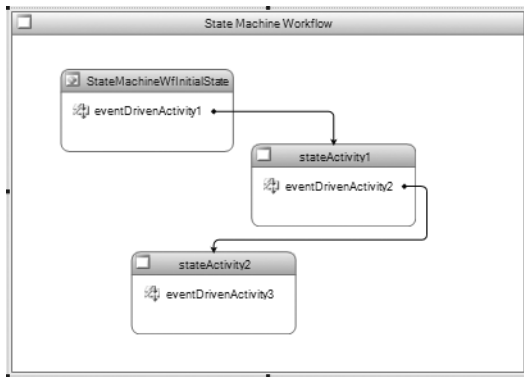 State Machine Workflow
StateMachineWfInitialState
eventDrivenActivity1
stateActivity1
eventDrivenActivity2
stateActivity2
eventDrivenActivity3